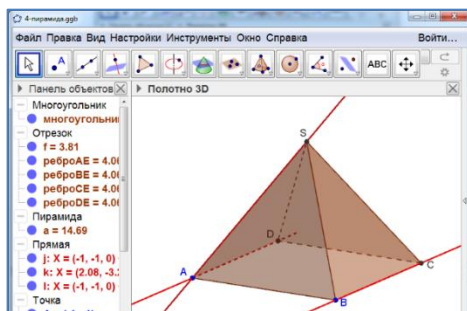 4-пирамида.ggb
Файл Правка Вид Настройки Инструменты Окно Справка Войти...
A ABC
Панель объектов
Полотно 3D
Многоугольник
многоугольни
Отрезок
f = 3.81
реброAE = 4.0
реброBE = 4.0
реброCE = 4.0
реброDE = 4.0
Пирамида
a = 14.69
Прямая
j: X = (-1, -1, 0)
k: X = (2.08, -3.
l: X = (-1, -1, 0)
Точка
S
D
A
C
B